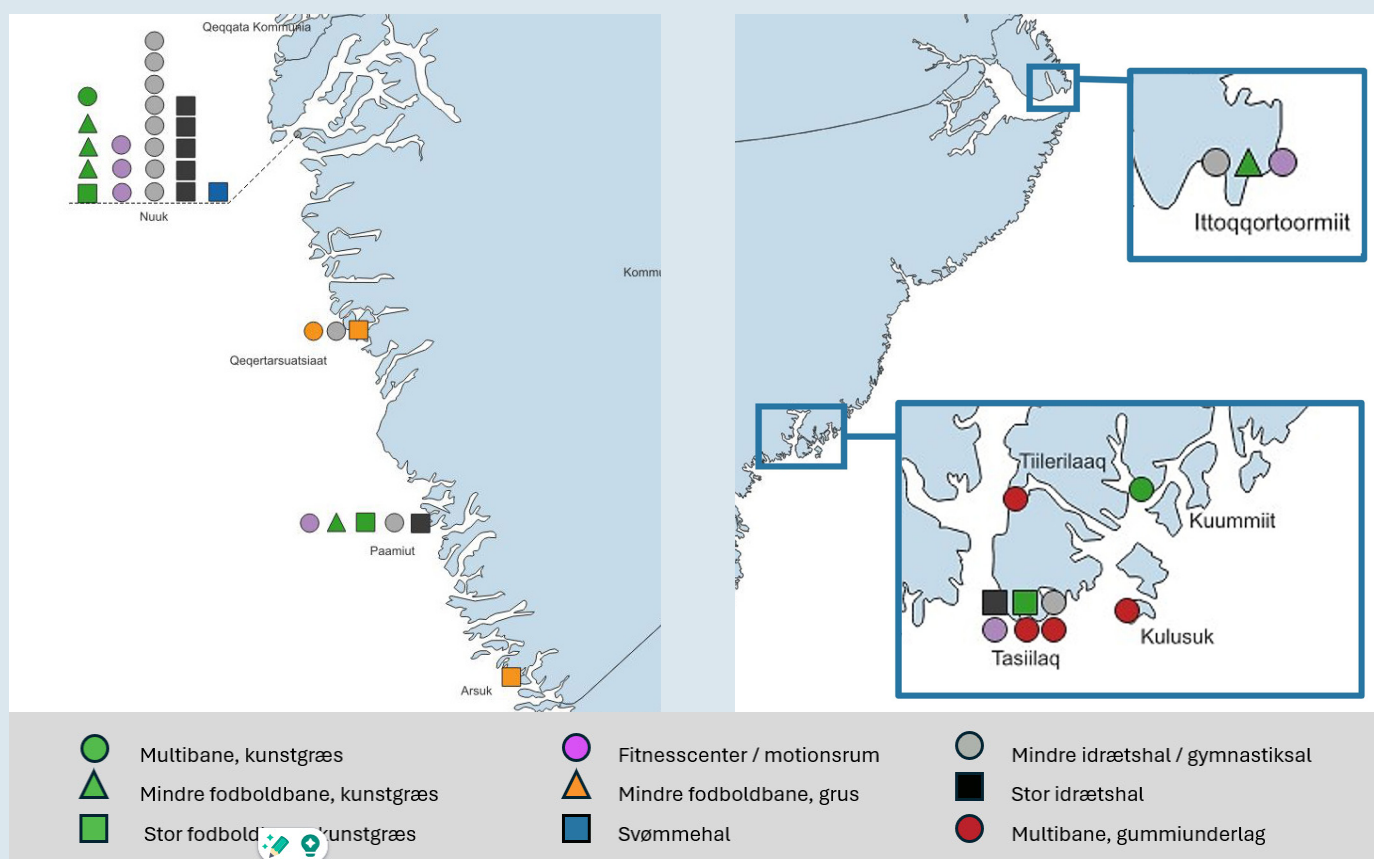 Qeqqata Kommunia
Nuuk
Kommu
Qeqertarsuatsiaat
Paamiut
Arsuk
Ittoqqortoormiit
Tiilerilaaq
Kuummiit
Kulusuk
Tasiilaq
Multibane, kunstgræs
Fitnesscenter / motionsrum
Mindre idrætshal / gymnastiksal
Mindre fodboldbane, kunstgræs
Mindre fodboldbane, grus
Stor idrætshal
Stor fodbold kunstgræs
Svømmehal
Multibane, gummiunderlag